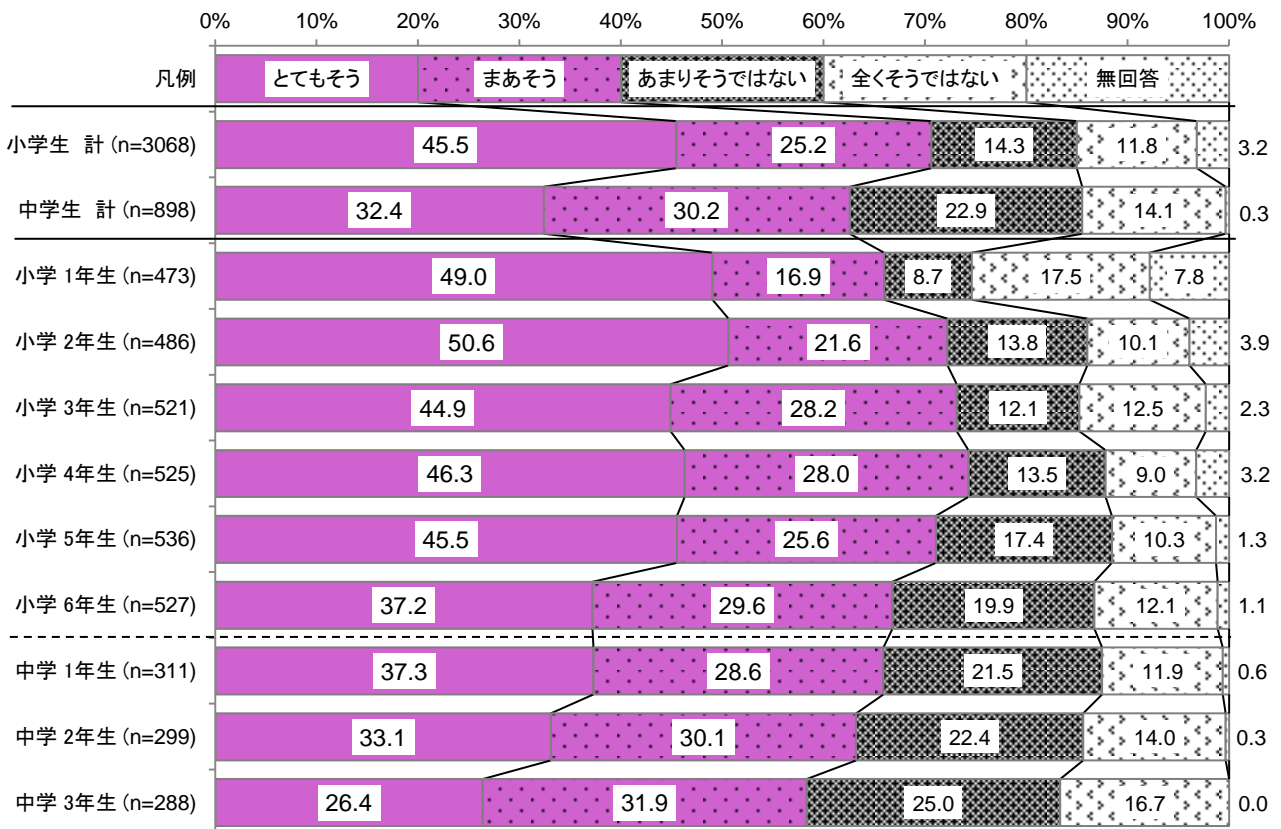 0% 10% 20% 30% 40% 50% 60% 70% 80% 90% 100%
凡例 とてもそう まあそう あまりそうではない 全くそうではない 無回答
小学生 計 (n=3068) 45.5 25.2 14.3 11.8 3.2
中学生 計 (n=898) 32.4 30.2 22.9 14.1 0.3
小学 1年生 (n=473) 49.0 16.9 8.7 17.5 7.8
小学 2年生 (n=486) 50.6 21.6 13.8 10.1 3.9
小学 3年生 (n=521) 44.9 28.2 12.1 12.5 2.3
小学 4年生 (n=525) 46.3 28.0 13.5 9.0 3.2
小学 5年生 (n=536) 45.5 25.6 17.4 10.3 1.3
小学 6年生 (n=527) 37.2 29.6 19.9 12.1 1.1
中学 1年生 (n=311) 37.3 28.6 21.5 11.9 0.6
中学 2年生 (n=299) 33.1 30.1 22.4 14.0 0.3
中学 3年生 (n=288) 26.4 31.9 25.0 16.7 0.0